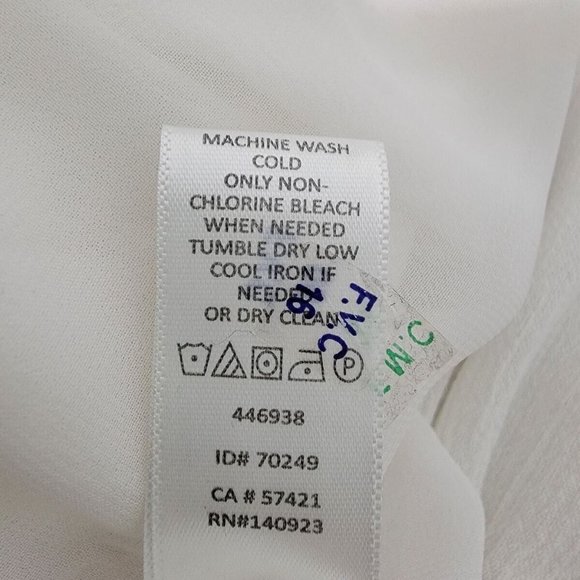 MACHINE WASH
COLD
ONLY NON-
CHLORINE BLEACH
WHEN NEEDED
TUMBLE DRY LOW
COOL IRON IF
NEEDED
OR DRY CLEAN
F.V.C
16
C.M.
P
446938
ID# 70249
CA # 57421
RN#140923